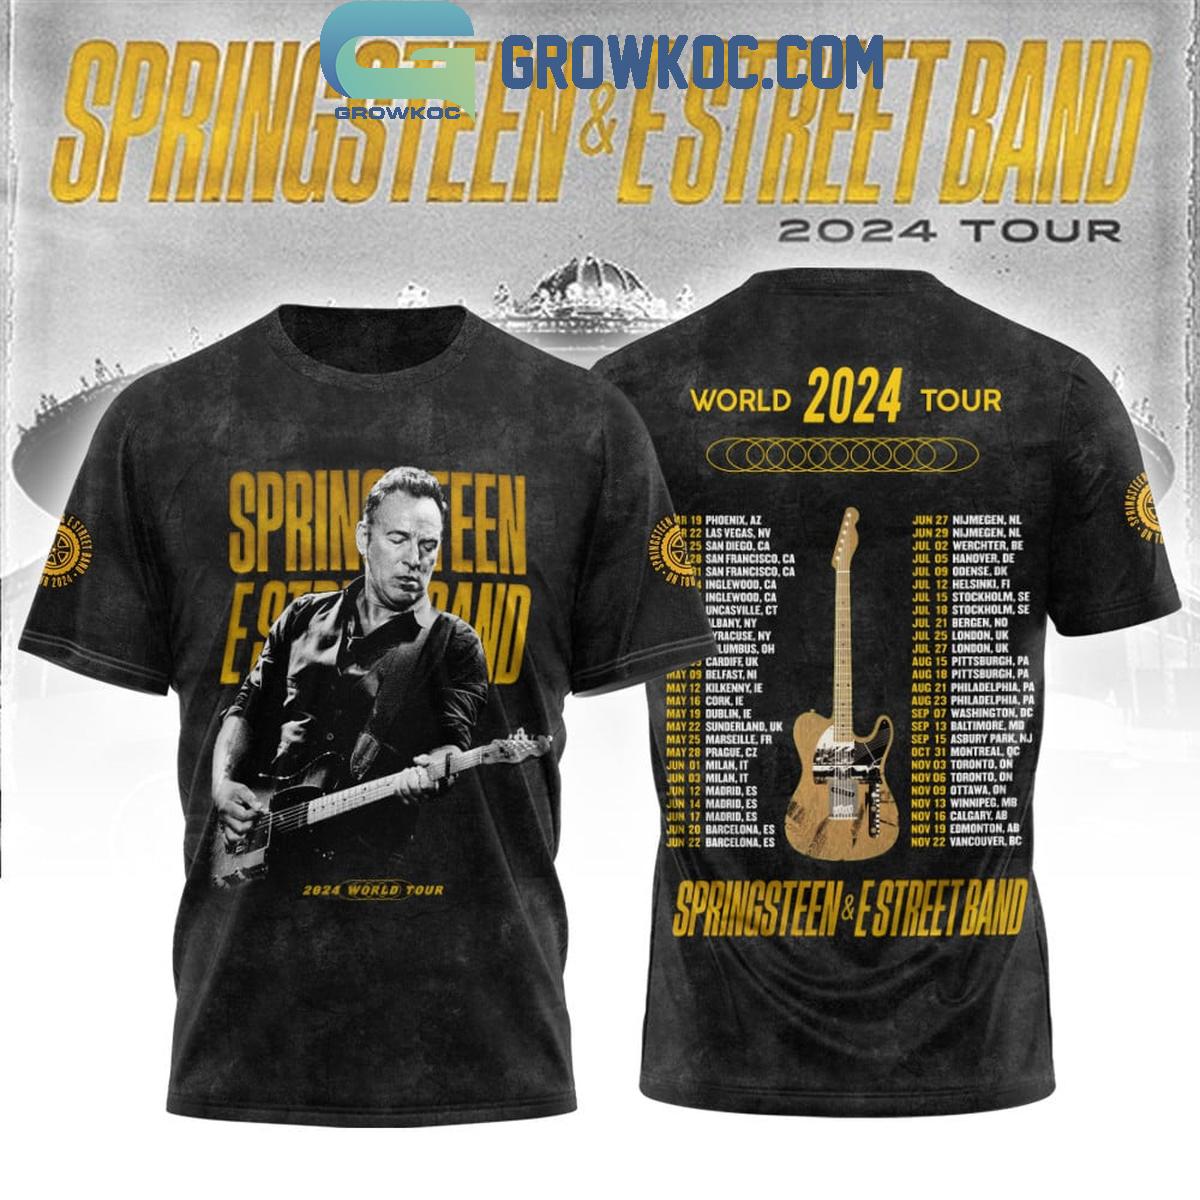 SPRINGSTEEN & E STREET BAND
GROWKOC
GROWKOC.COM
2024 TOUR
SPRINGSTEEN
E STREET BAND
2024 WORLD TOUR
WORLD 2024 TOUR
19 PHOENIX, AZ
22 LAS VEGAS, NV
25 SAN DIEGO, CA
28 SAN FRANCISCO, CA
SAN FRANCISCO, CA
INGLEWOOD, CA
INGLEWOOD, CA
UNCASVILLE, CT
ALBANY, NY
SYRACUSE, NY
COLUMBUS, OH
CARDIFF, UK
MAY 09 BELFAST, NI
MAY 12 KILKENNY, IE
MAY 16 CORK, IE
MAY 19 DUBLIN, IE
MAY 22 SUNDERLAND, UK
MAY 25 MARSEILLE, FR
MAY 28 PRAGUE, CZ
JUN 01 MILAN, IT
JUN 03 MILAN, IT
JUN 12 MADRID, ES
JUN 14 MADRID, ES
JUN 17 MADRID, ES
JUN 20 BARCELONA, ES
JUN 22 BARCELONA, ES
JUN 27 NIJMEGEN, NL
JUN 29 NIJMEGEN, NL
JUL 02 WERCHTER, BE
JUL 05 HANOVER, DE
JUL 09 ODENSE, DK
JUL 12 HELSINKI, FI
JUL 15 STOCKHOLM, SE
JUL 18 STOCKHOLM, SE
JUL 21 BERGEN, NO
JUL 25 LONDON, UK
JUL 27 LONDON, UK
AUG 15 PITTSBURGH, PA
AUG 18 PITTSBURGH, PA
AUG 21 PHILADELPHIA, PA
AUG 23 PHILADELPHIA, PA
SEP 07 WASHINGTON, DC
SEP 13 BALTIMORE, MD
SEP 15 ASBURY PARK, NJ
OCT 31 MONTREAL, QC
NOV 03 TORONTO, ON
NOV 06 TORONTO, ON
NOV 09 OTTAWA, ON
NOV 13 WINNIPEG, MB
NOV 16 CALGARY, AB
NOV 19 EDMONTON, AB
NOV 22 VANCOUVER, BC
SPRINGSTEEN & E STREET BAND